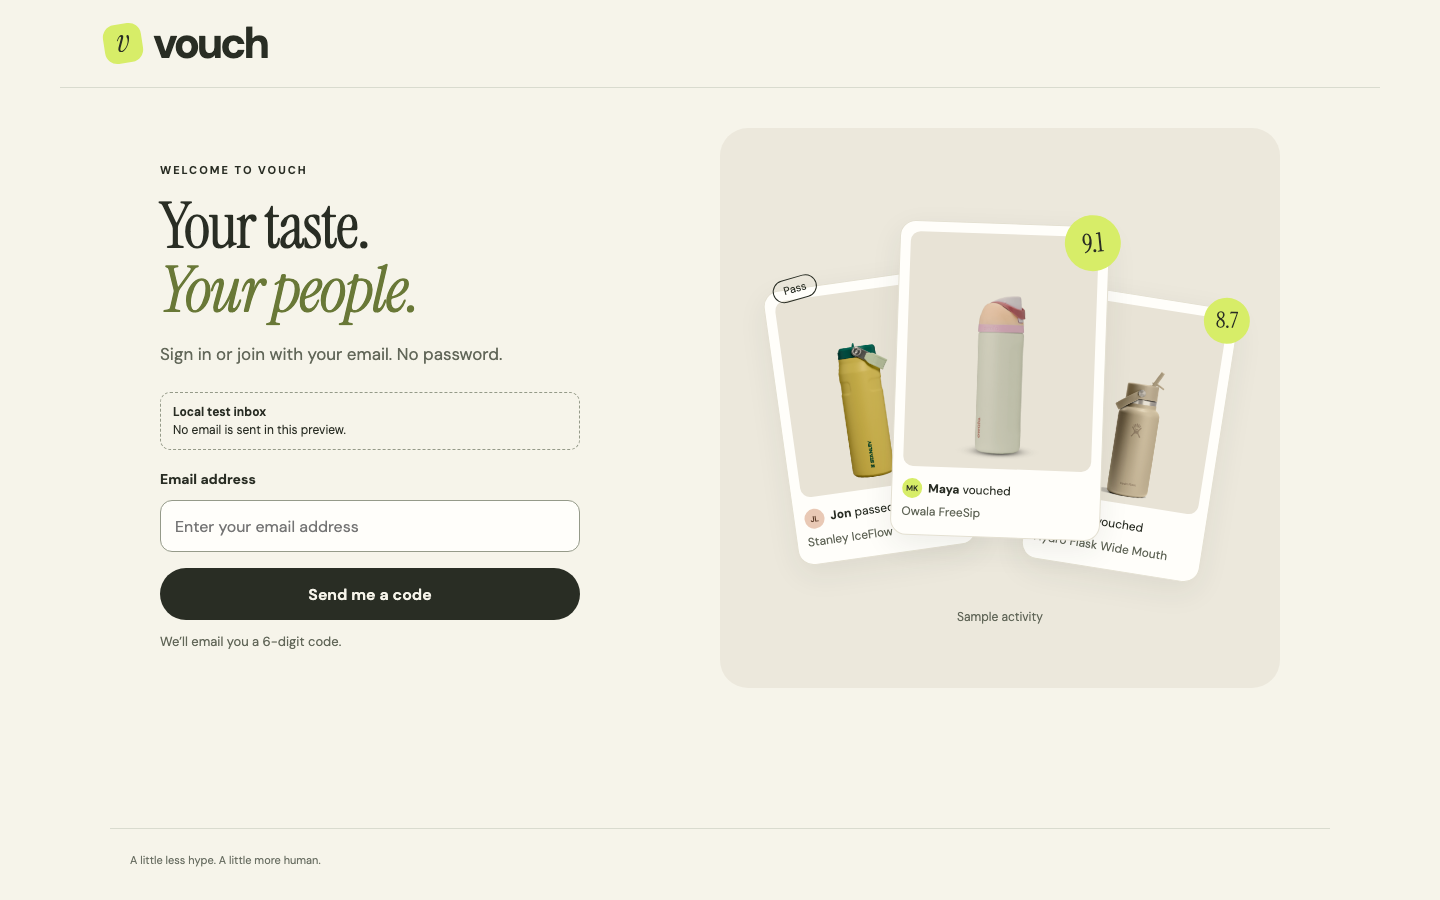 v vouch
WELCOME TO VOUCH
Your taste.
Your people.
Sign in or join with your email. No password.
Local test inbox
No email is sent in this preview.
Email address
Enter your email address
Send me a code
We'll email you a 6-digit code.
Pass
STANLEY
JL Jon passed
Stanley IceFlow
9.1
MK Maya vouched
Owala FreeSip
8.7
vouched
Hydro Flask Wide Mouth
Sample activity
A little less hype. A little more human.